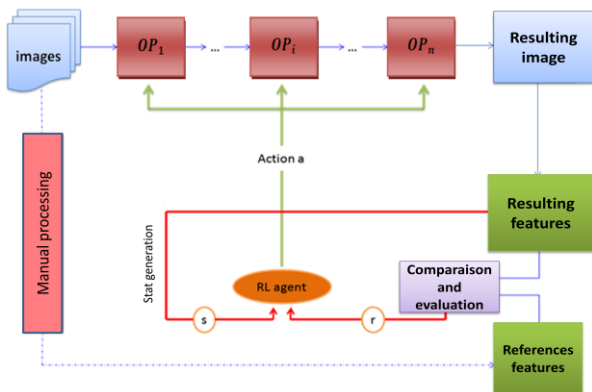 images
OP₁
...
OPᵢ
...
OPₙ
Resulting
image
Action a
Manual processing
Stat generation
Resulting
features
RL agent
Comparaison
and
evaluation
s
r
References
features